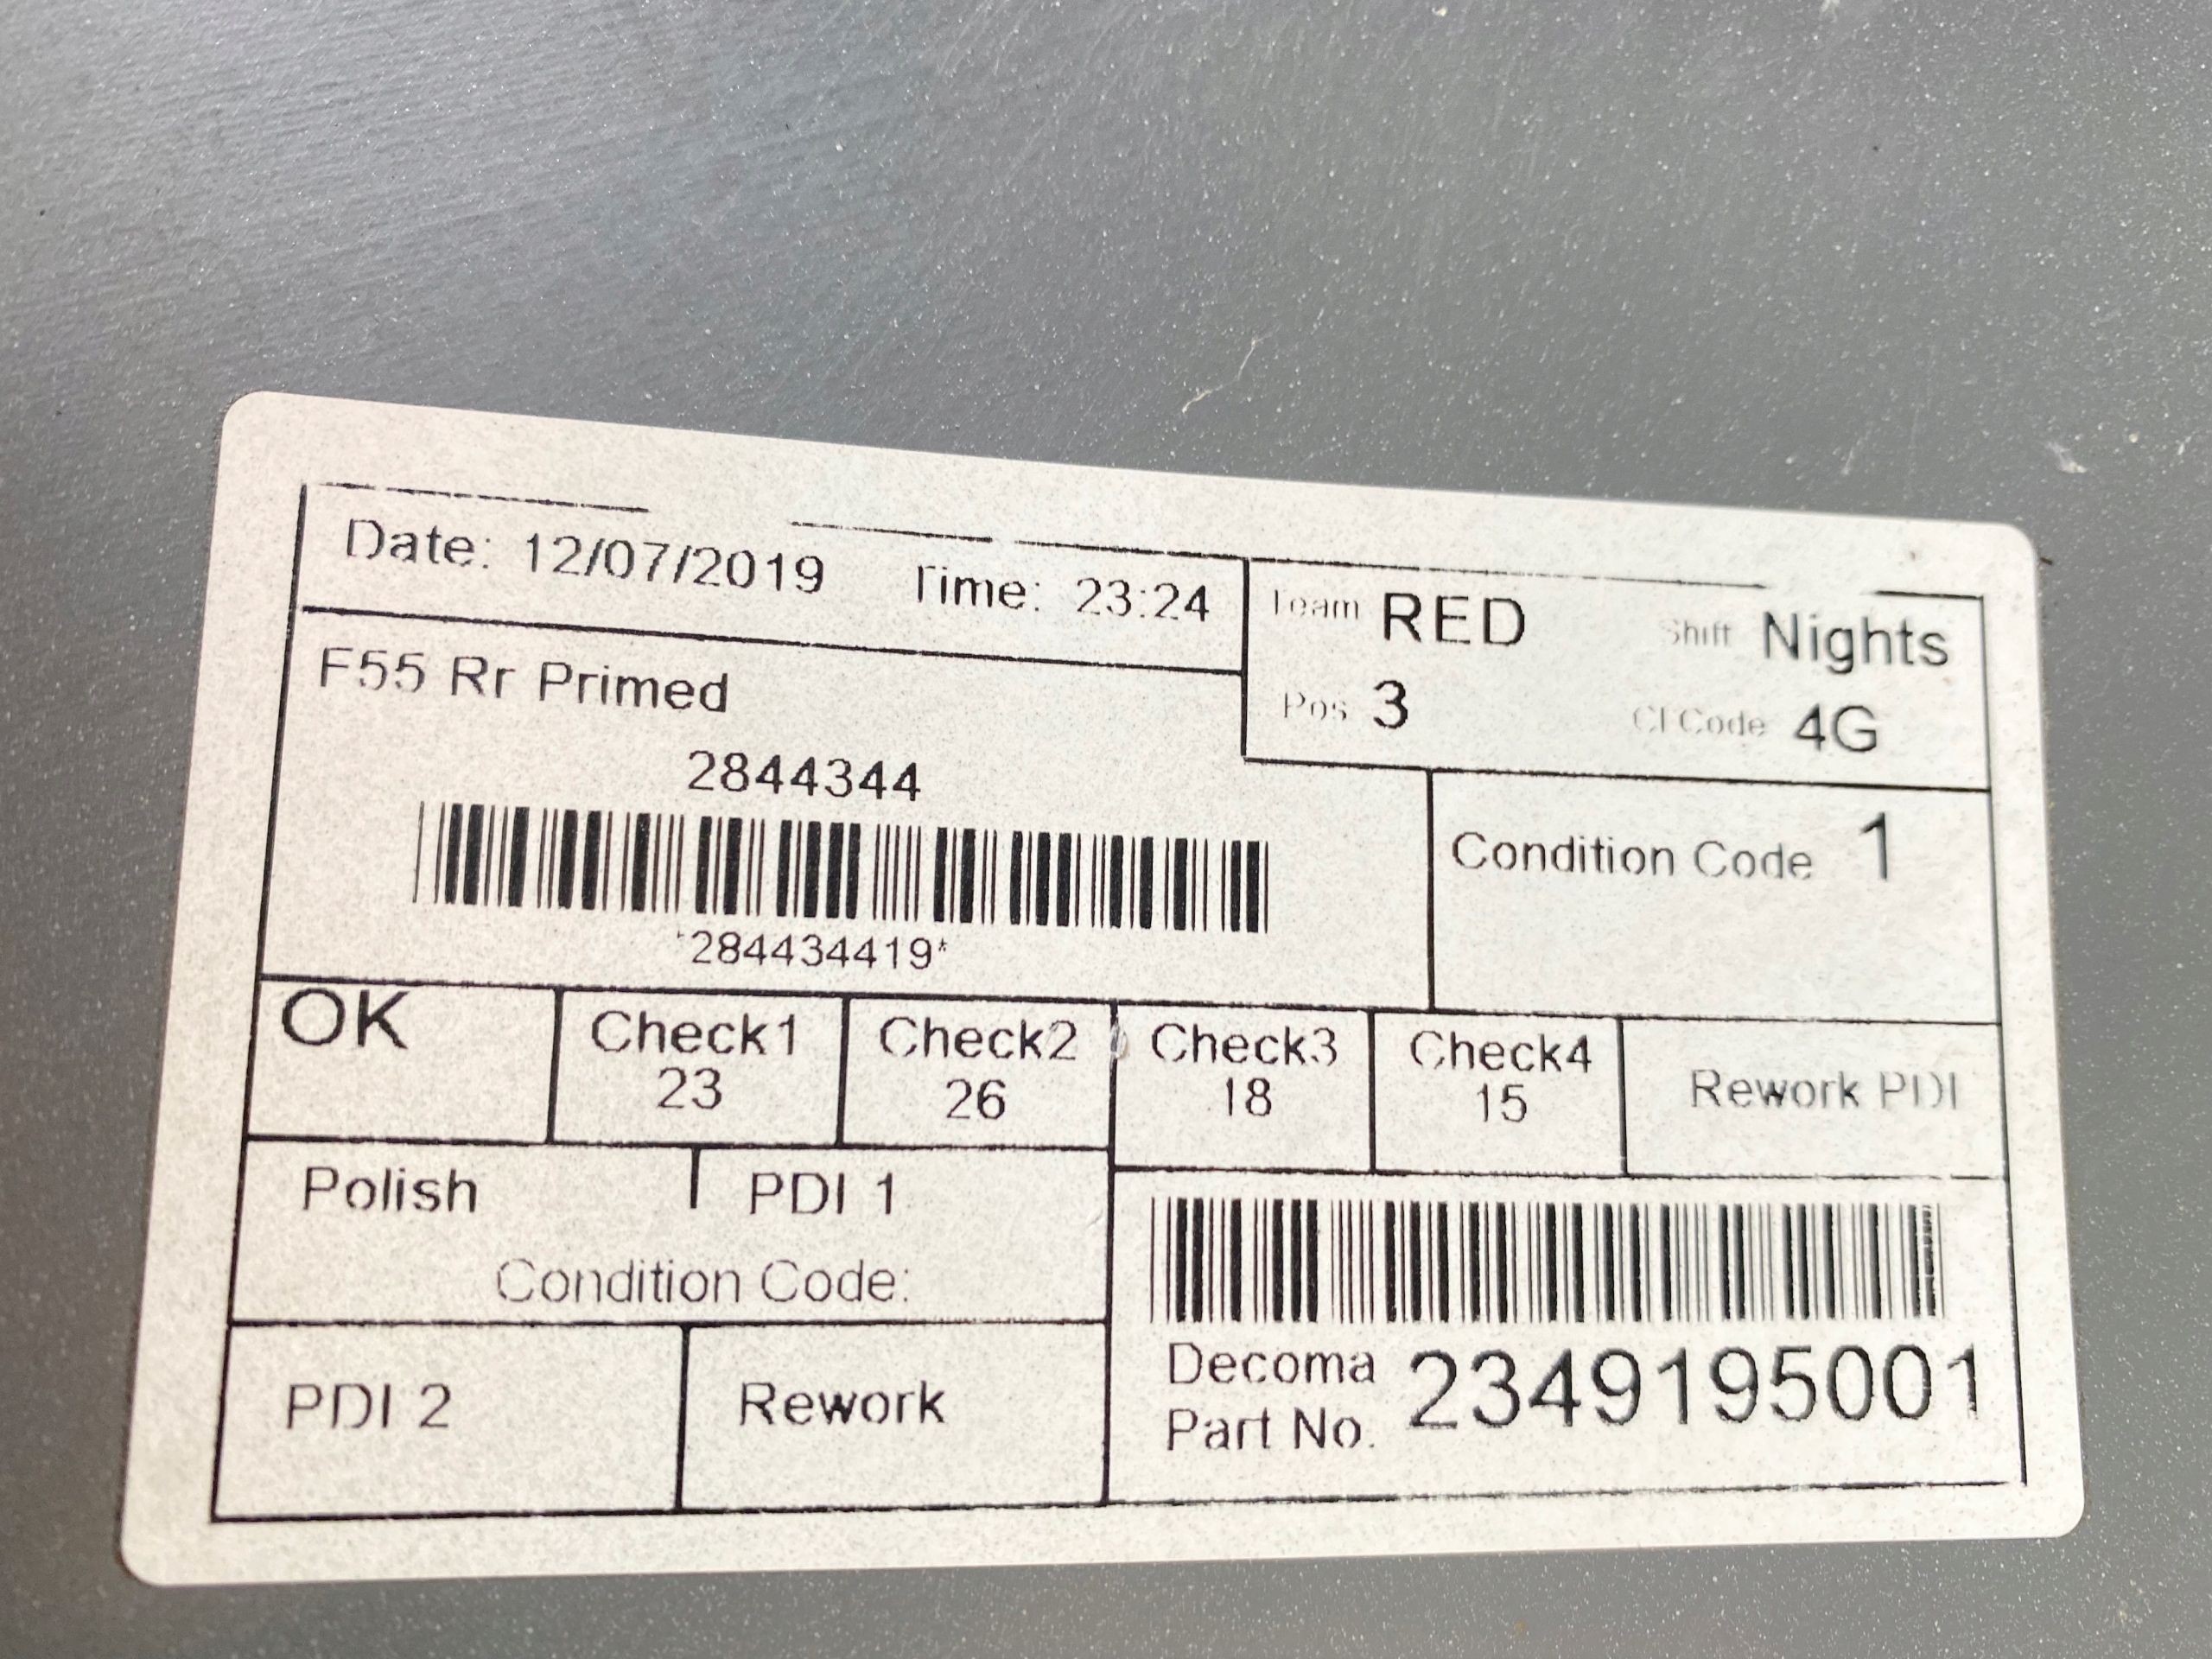 Date: 12/07/2019 Time: 23:24
Team RED Shift Nights
Pos 3 CI Code 4G
F55 Rr Primed
2844344
*284434419*
Condition Code 1
OK
Check1
23
Check2
26
Check3
18
Check4
15
Rework PDI
Polish PDI 1
Condition Code:
PDI 2 Rework
Decoma
Part No. 2349195001